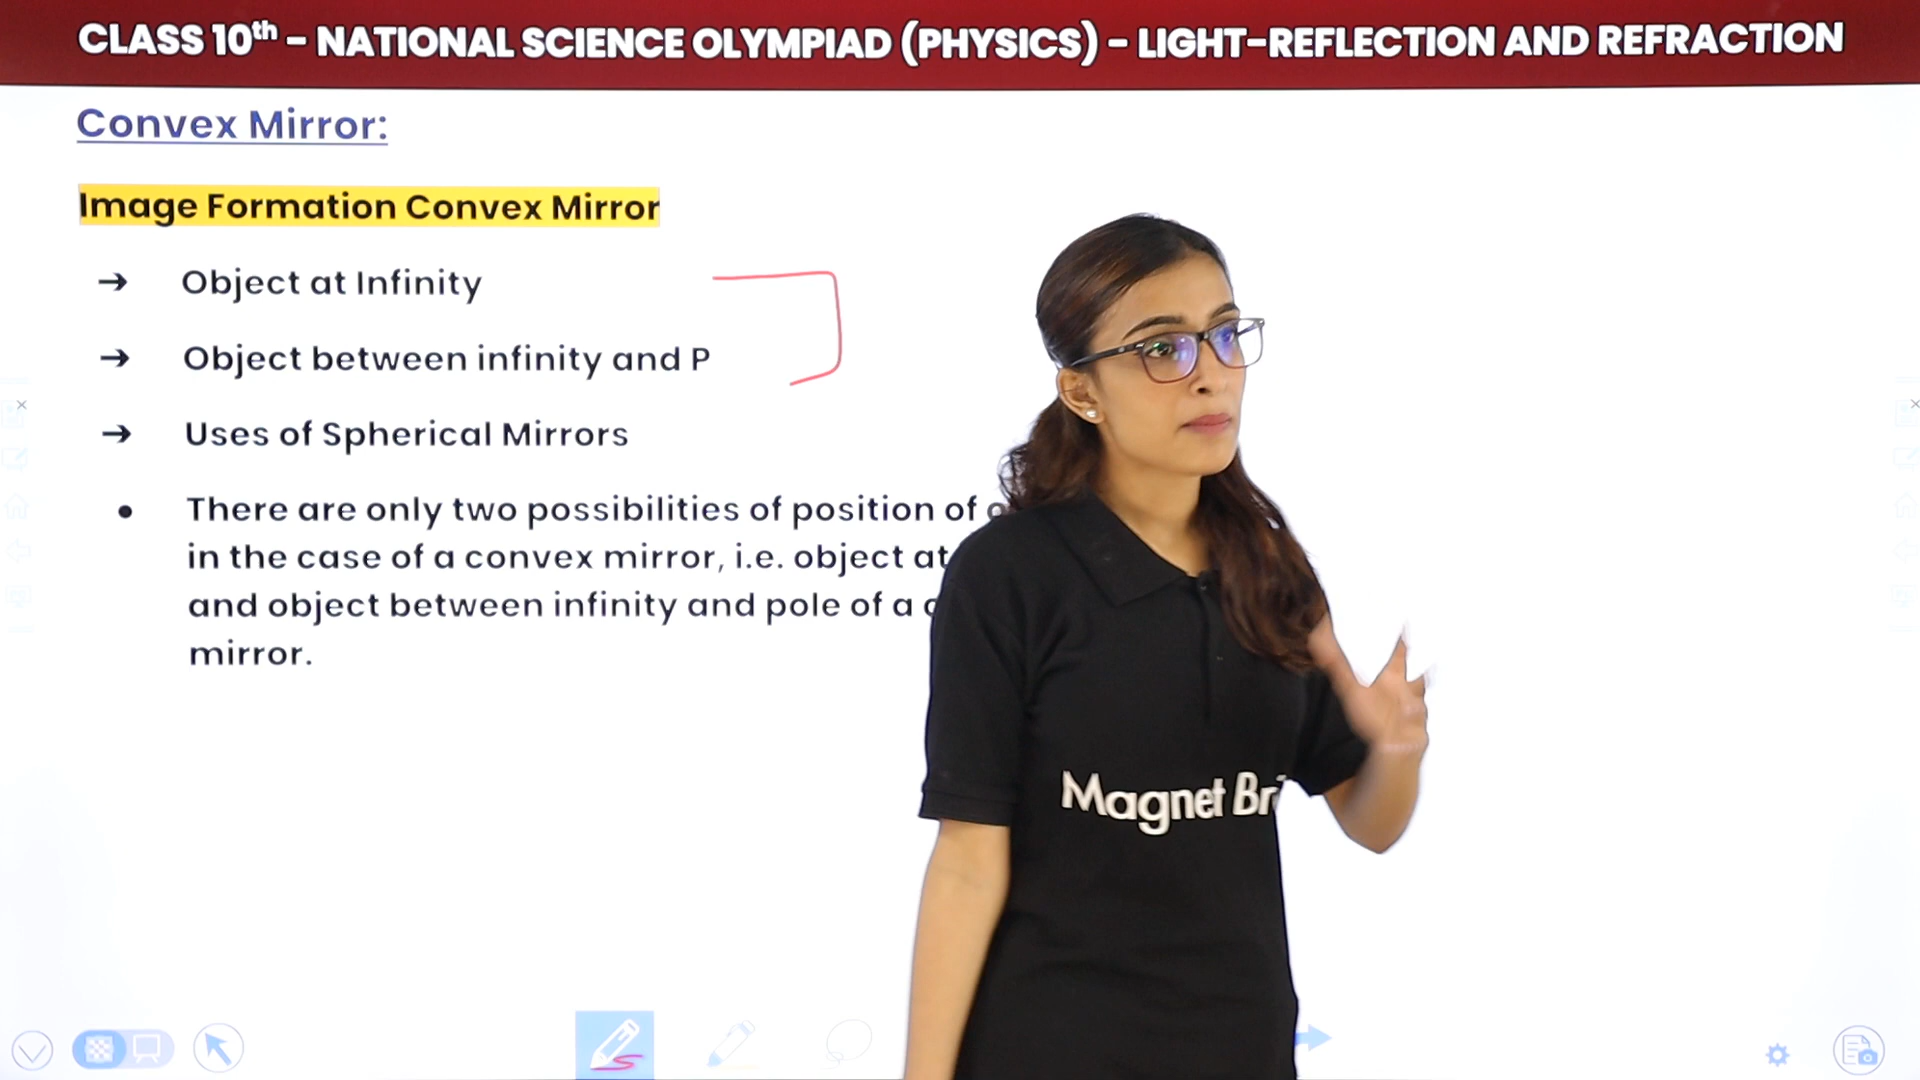 CLASS 10th - NATIONAL SCIENCE OLYMPIAD (PHYSICS) - LIGHT-REFLECTION AND REFRACTION
Convex Mirror:
Image Formation Convex Mirror
→ Object at Infinity
→ Object between infinity and P
→ Uses of Spherical Mirrors
• There are only two possibilities of position of
in the case of a convex mirror, i.e. object at
and object between infinity and pole of a
mirror.
Magnet